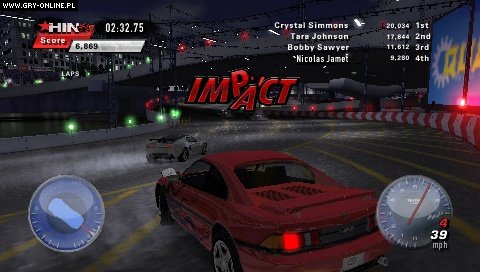 WWW.GRY-ONLINE.PL
HIN
02:32.75
Score
6,869
LAPS
Crystal Simmons 20,034 1st
Tara Johnson 17,844 2nd
Bobby Sawyer 11,612 3rd
Nicolas Jamet 9,280 4th
IMPACT
4
39
mph